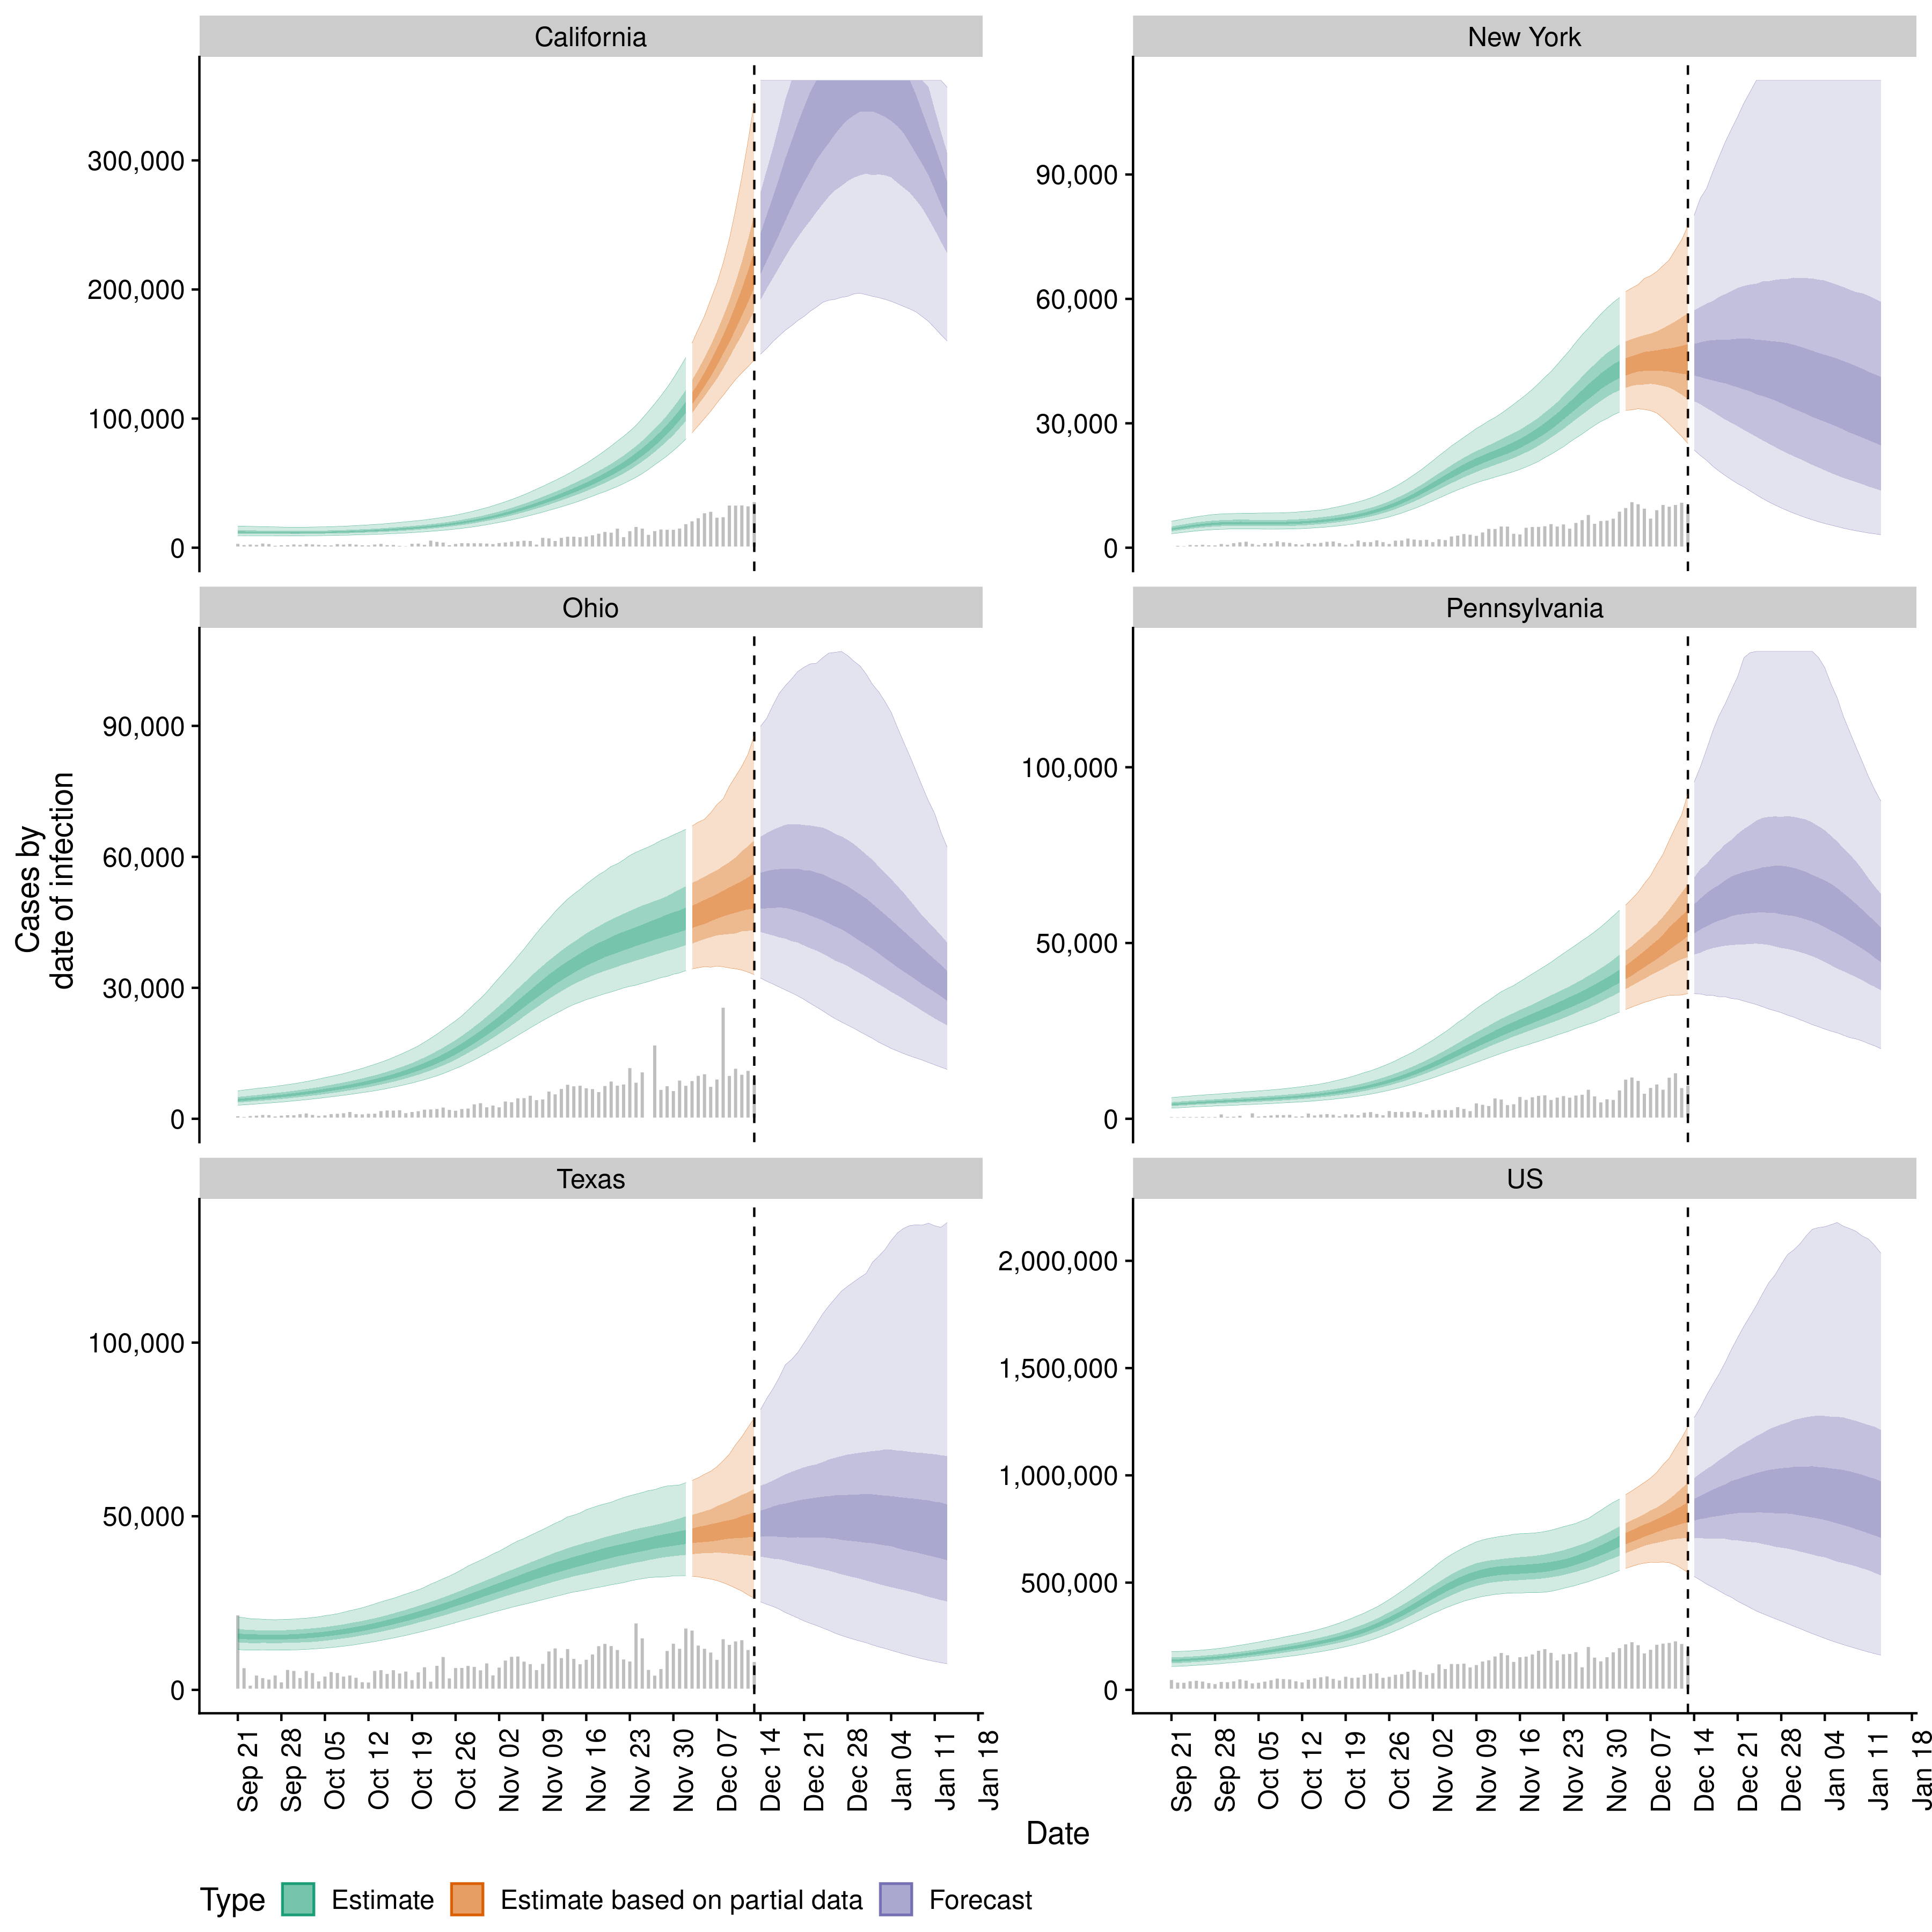 California
New York
300,000
200,000
100,000
0
90,000
60,000
30,000
0
Ohio
Pennsylvania
Cases by
date of infection
90,000
60,000
30,000
0
100,000
50,000
0
Texas
US
100,000
50,000
0
2,000,000
1,500,000
1,000,000
500,000
0
Sep 21
Sep 28
Oct 05
Oct 12
Oct 19
Oct 26
Nov 02
Nov 09
Nov 16
Nov 23
Nov 30
Dec 07
Dec 14
Dec 21
Dec 28
Jan 04
Jan 11
Jan 18
Sep 21
Sep 28
Oct 05
Oct 12
Oct 19
Oct 26
Nov 02
Nov 09
Nov 16
Nov 23
Nov 30
Dec 07
Dec 14
Dec 21
Dec 28
Jan 04
Jan 11
Jan 18
Date
Type Estimate Estimate based on partial data Forecast